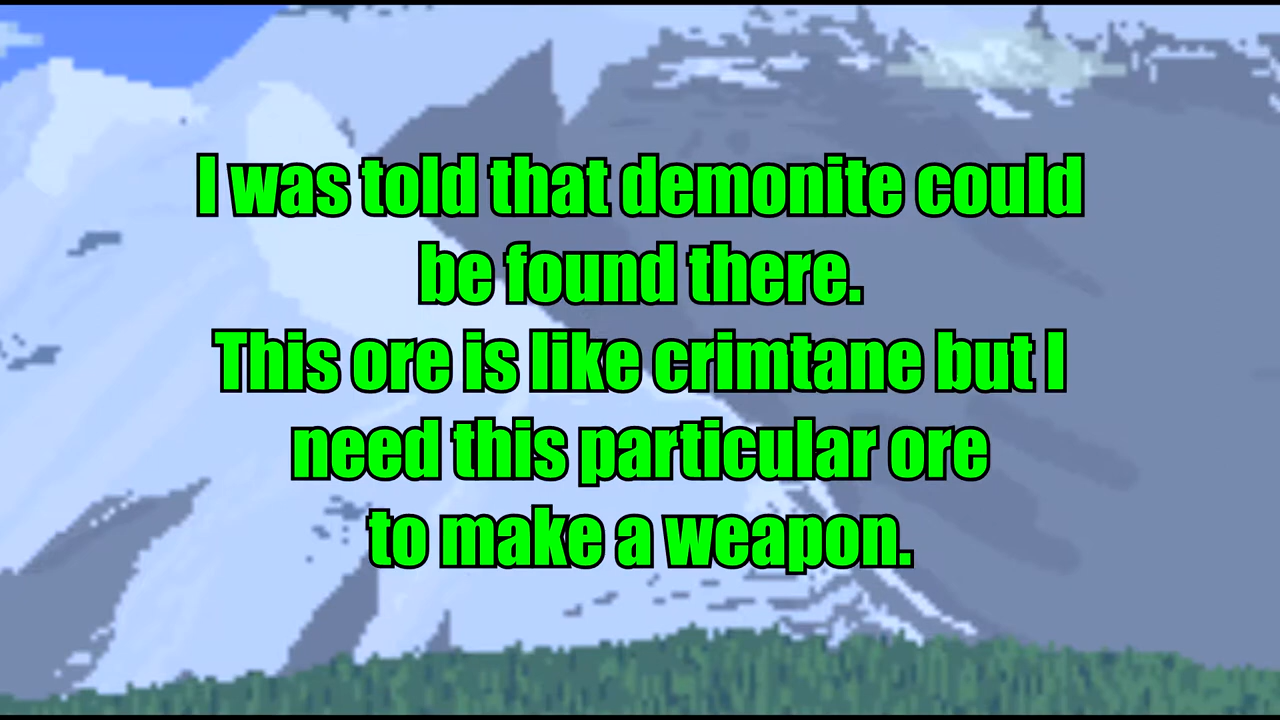 I was told that demonite could
be found there.
This ore is like crimtane but I
need this particular ore
to make a weapon.